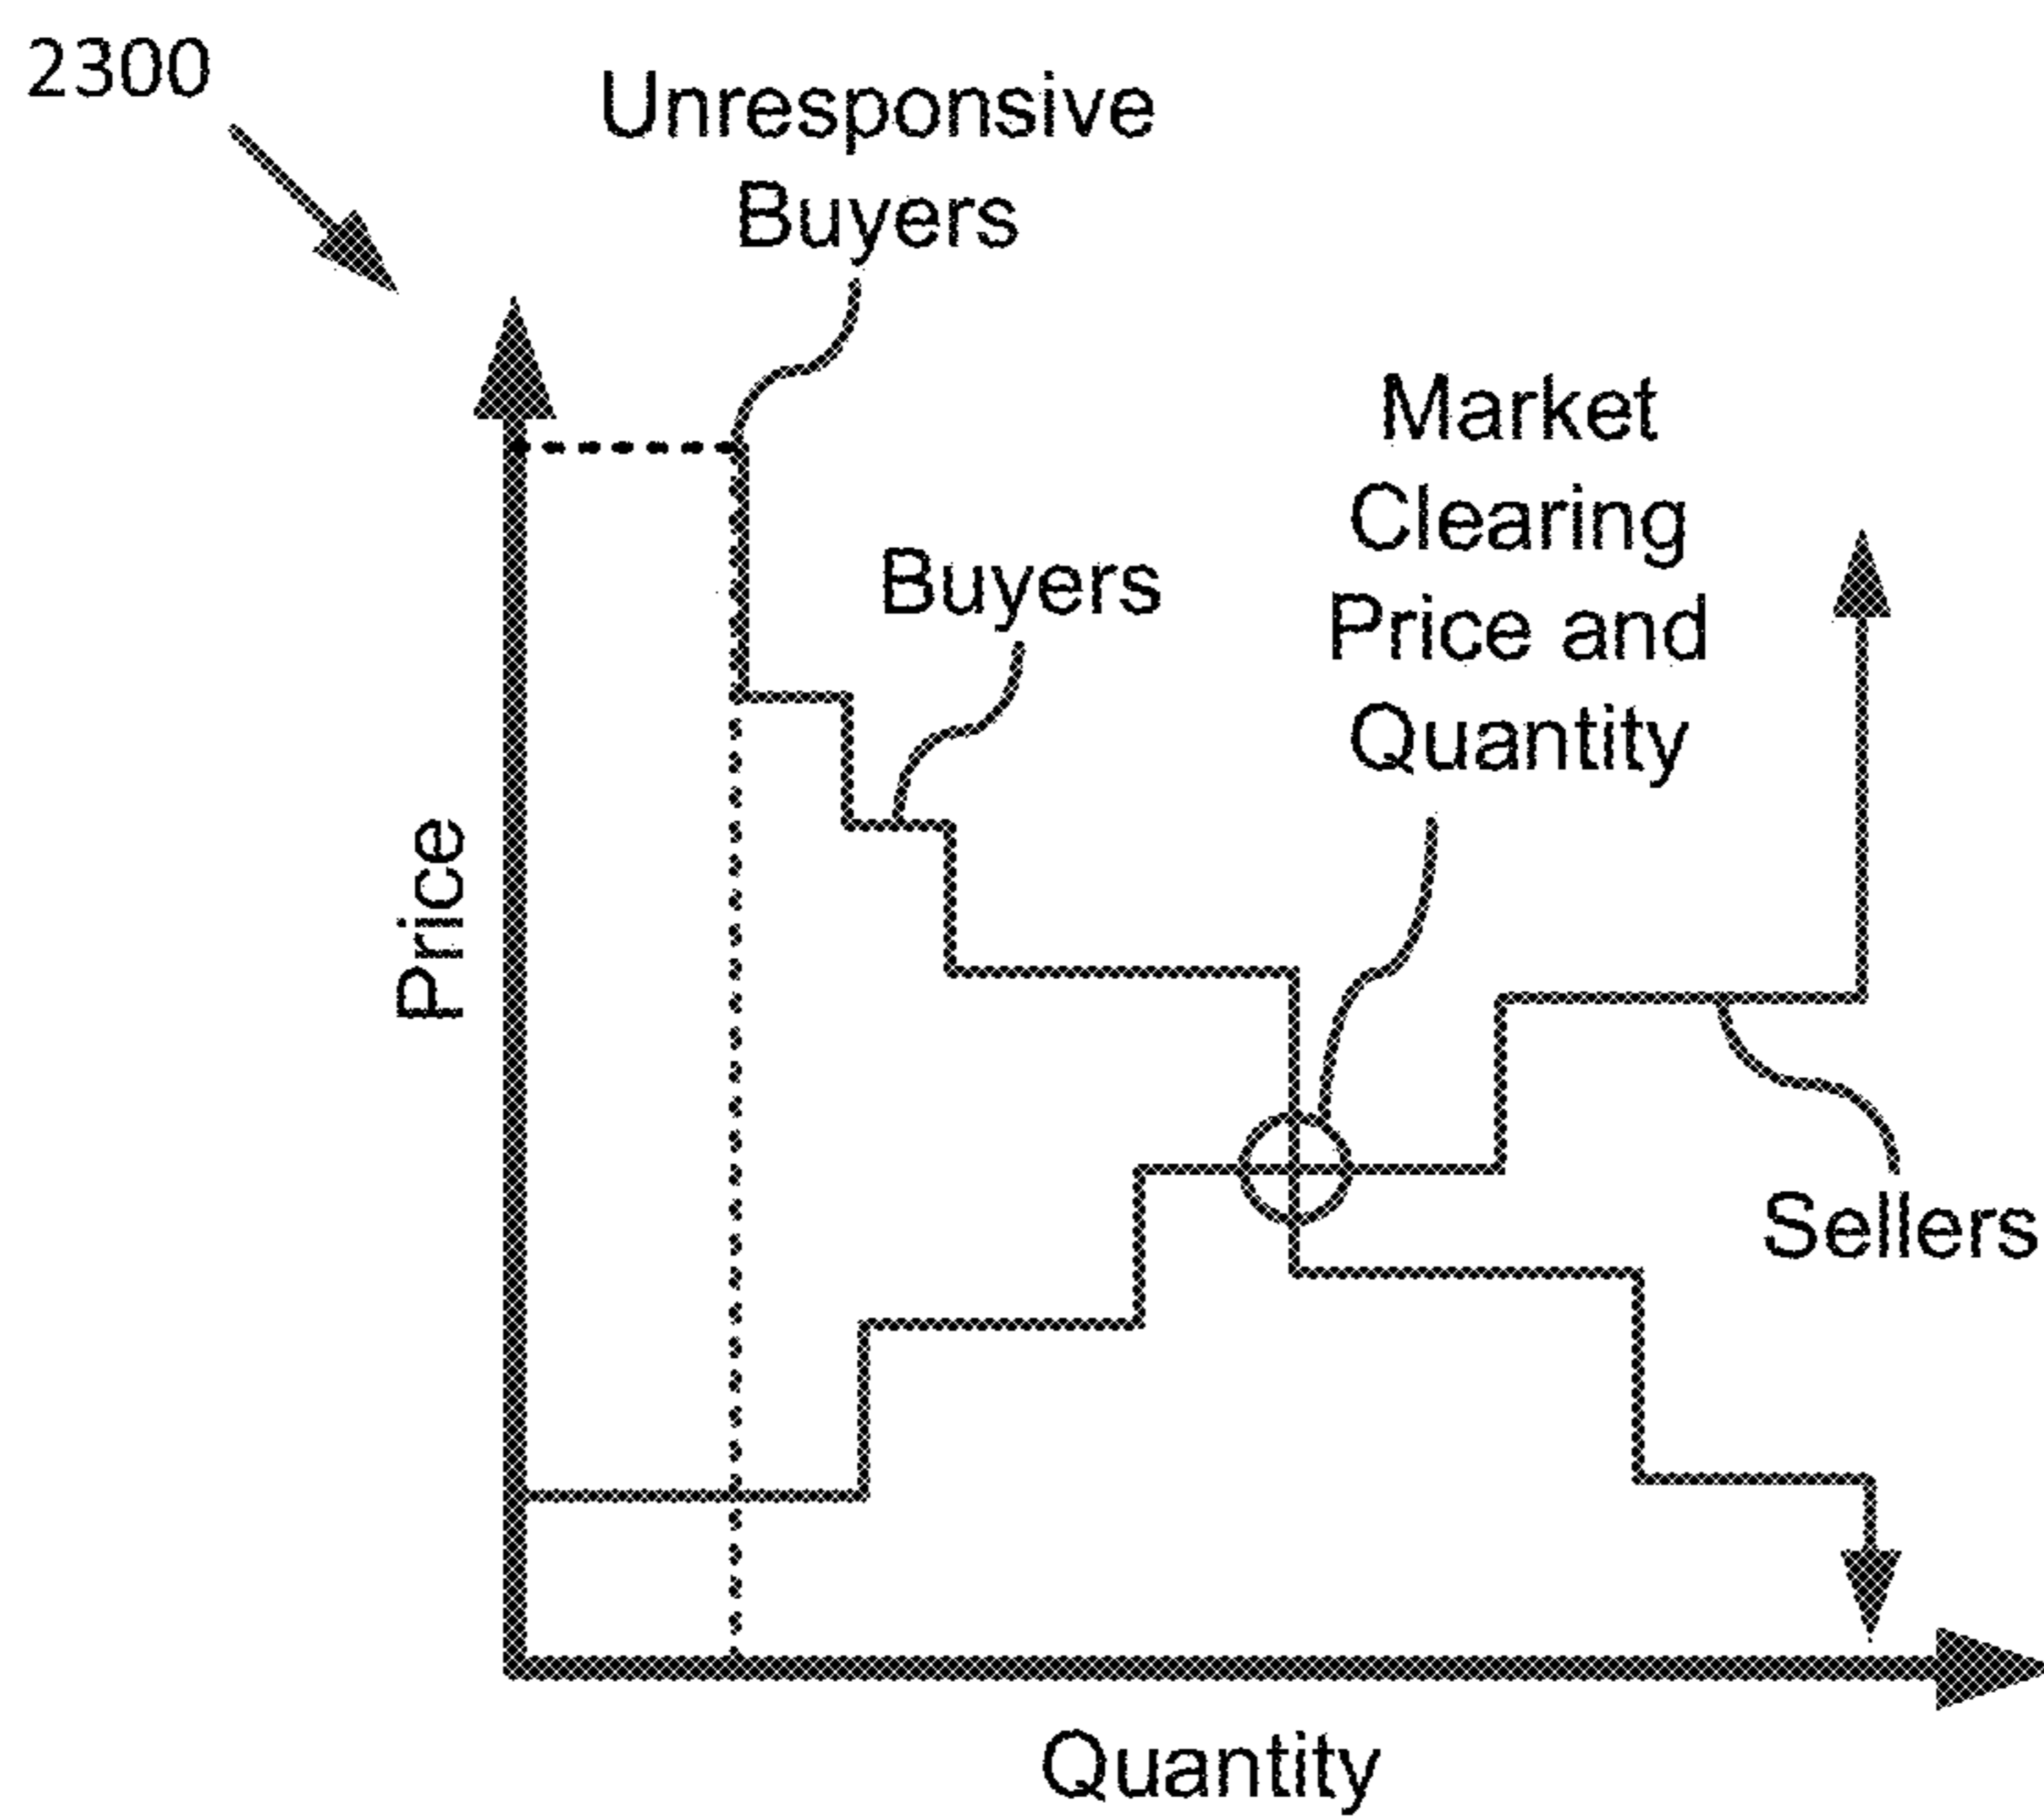 2300
Unresponsive
Buyers
Market
Clearing
Price and
Quantity
Buyers
Price
Sellers
Quantity